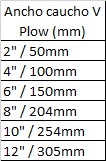 Ancho caucho V
Plow (mm)
2" / 50mm
4" / 100mm
6" / 150mm
8" / 204mm
10" / 254mm
12" / 305mm